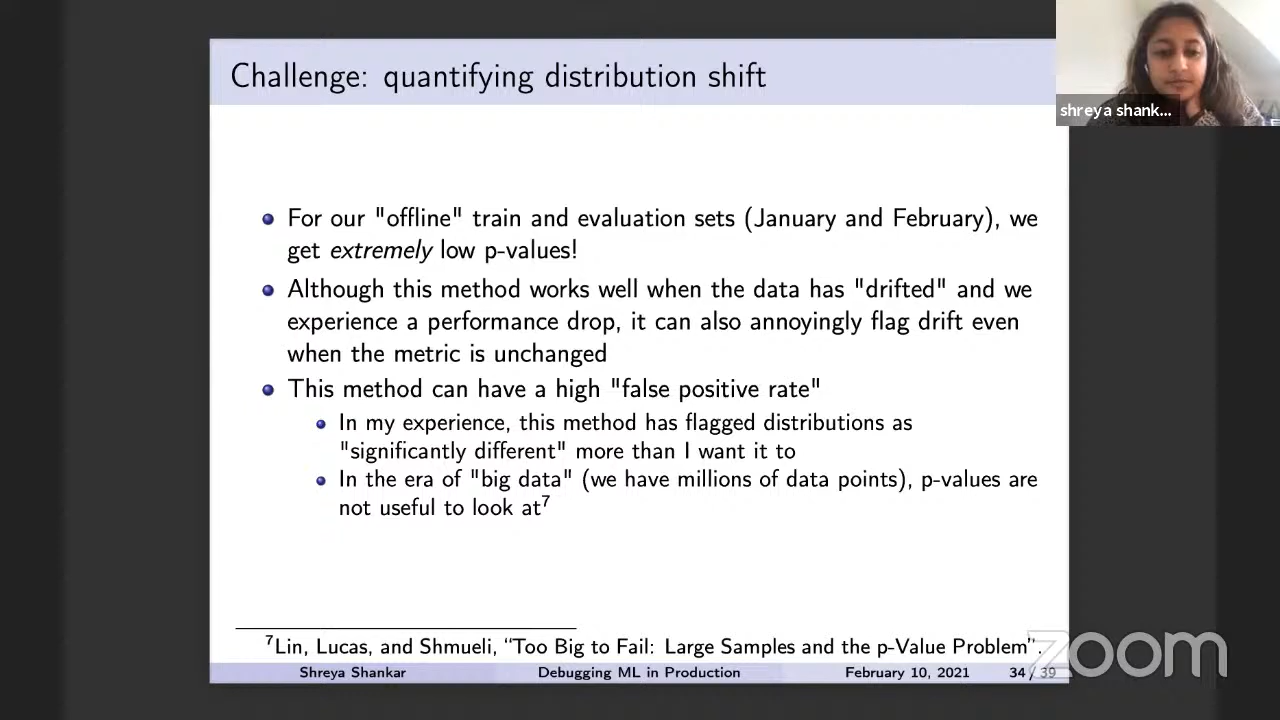 Challenge: quantifying distribution shift
shreya shank...
For our "offline" train and evaluation sets (January and February), we
get extremely low p-values!
Although this method works well when the data has "drifted" and we
experience a performance drop, it can also annoyingly flag drift even
when the metric is unchanged
This method can have a high "false positive rate"
In my experience, this method has flagged distributions as
"significantly different" more than I want it to
In the era of "big data" (we have millions of data points), p-values are
not useful to look at⁷
⁷Lin, Lucas, and Shmueli, “Too Big to Fail: Large Samples and the p-Value Problem”.
Shreya Shankar Debugging ML in Production February 10, 2021 34 / 39
zoom